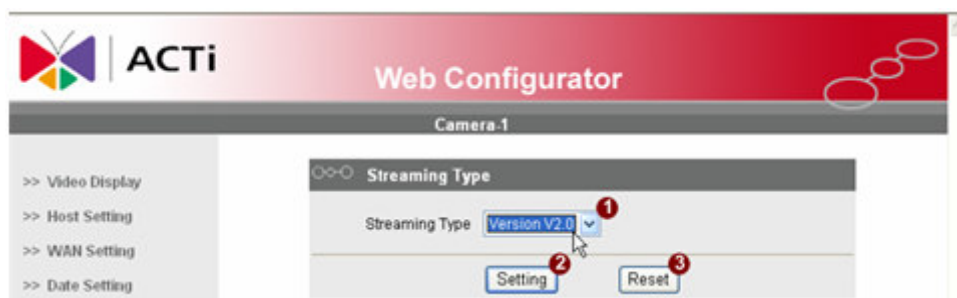 ACTi
Web Configurator
Camera-1
>> Video Display
>> Host Setting
>> WAN Setting
>> Date Setting
Streaming Type
Streaming Type Version V2.0 1
Setting 2 Reset 3